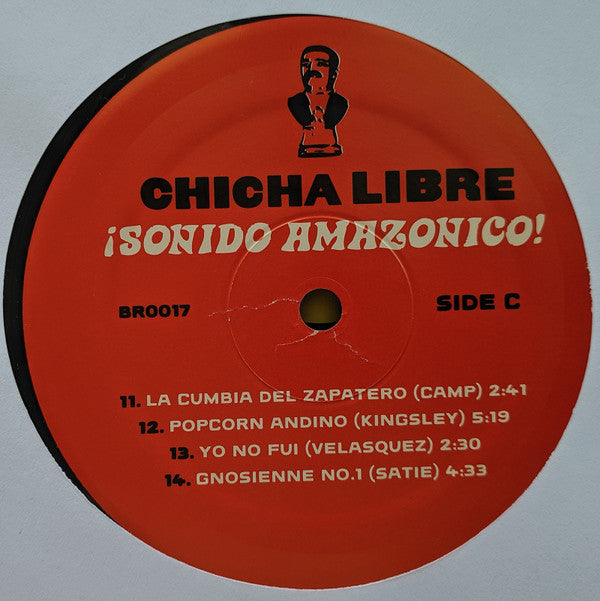 CHICHA LIBRE
¡SONIDO AMAZONICO!
BR0017 SIDE C
11. LA CUMBIA DEL ZAPATERO (CAMP) 2:41
12. POPCORN ANDINO (KINGSLEY) 5:19
13. YO NO FUI (VELASQUEZ) 2:30
14. GNOSIENNE NO.1 (SATIE) 4:33